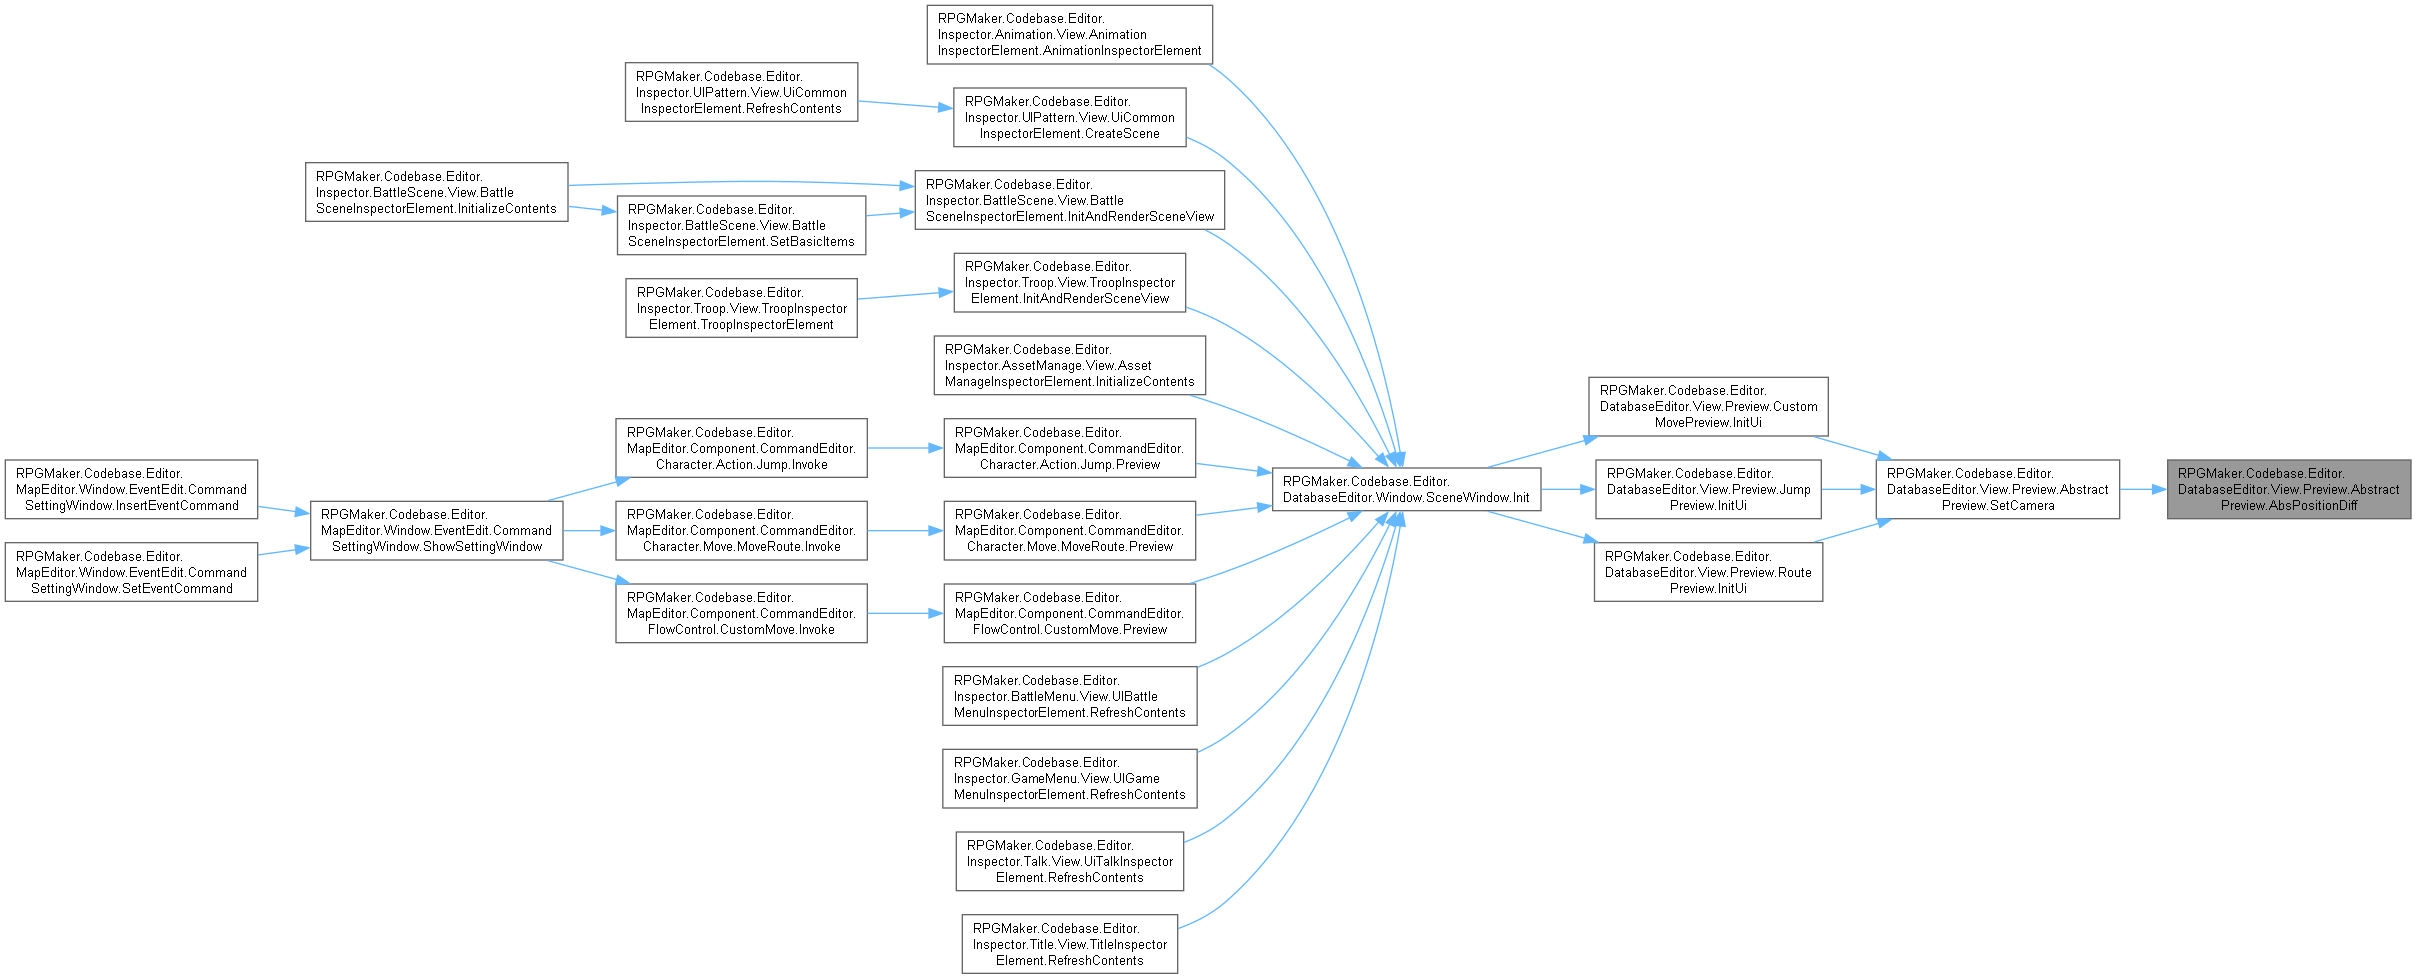 RPGMaker.Codebase.Editor.
Inspector.Animation.View.Animation
InspectorElement.AnimationInspectorElement
RPGMaker.Codebase.Editor.
Inspector.UIPattern.View.UiCommon
InspectorElement.RefreshContents
RPGMaker.Codebase.Editor.
Inspector.UIPattern.View.UiCommon
InspectorElement.CreateScene
RPGMaker.Codebase.Editor.
Inspector.BattleScene.View.Battle
SceneInspectorElement.InitializeContents
RPGMaker.Codebase.Editor.
Inspector.BattleScene.View.Battle
SceneInspectorElement.SetBasicItems
RPGMaker.Codebase.Editor.
Inspector.BattleScene.View.Battle
SceneInspectorElement.InitAndRenderSceneView
RPGMaker.Codebase.Editor.
Inspector.Troop.View.TroopInspector
Element.TroopInspectorElement
RPGMaker.Codebase.Editor.
Inspector.Troop.View.TroopInspector
Element.InitAndRenderSceneView
RPGMaker.Codebase.Editor.
Inspector.AssetManage.View.Asset
ManageInspectorElement.InitializeContents
RPGMaker.Codebase.Editor.
MapEditor.Window.EventEdit.Command
SettingWindow.InsertEventCommand
RPGMaker.Codebase.Editor.
MapEditor.Window.EventEdit.Command
SettingWindow.SetEventCommand
RPGMaker.Codebase.Editor.
MapEditor.Window.EventEdit.Command
SettingWindow.ShowSettingWindow
RPGMaker.Codebase.Editor.
MapEditor.Component.CommandEditor.
Character.Action.Jump.Invoke
RPGMaker.Codebase.Editor.
MapEditor.Component.CommandEditor.
Character.Move.MoveRoute.Invoke
RPGMaker.Codebase.Editor.
MapEditor.Component.CommandEditor.
FlowControl.CustomMove.Invoke
RPGMaker.Codebase.Editor.
MapEditor.Component.CommandEditor.
Character.Action.Jump.Preview
RPGMaker.Codebase.Editor.
MapEditor.Component.CommandEditor.
Character.Move.MoveRoute.Preview
RPGMaker.Codebase.Editor.
MapEditor.Component.CommandEditor.
FlowControl.CustomMove.Preview
RPGMaker.Codebase.Editor.
Inspector.BattleMenu.View.UIBattle
MenuInspectorElement.RefreshContents
RPGMaker.Codebase.Editor.
Inspector.GameMenu.View.UIGame
MenuInspectorElement.RefreshContents
RPGMaker.Codebase.Editor.
Inspector.Talk.View.UiTalkInspector
Element.RefreshContents
RPGMaker.Codebase.Editor.
Inspector.Title.View.TitleInspector
Element.RefreshContents
RPGMaker.Codebase.Editor.
DatabaseEditor.Window.SceneWindow.Init
RPGMaker.Codebase.Editor.
DatabaseEditor.View.Preview.Custom
MovePreview.InitUi
RPGMaker.Codebase.Editor.
DatabaseEditor.View.Preview.Jump
Preview.InitUi
RPGMaker.Codebase.Editor.
DatabaseEditor.View.Preview.Route
Preview.InitUi
RPGMaker.Codebase.Editor.
DatabaseEditor.View.Preview.Abstract
Preview.SetCamera
RPGMaker.Codebase.Editor.
DatabaseEditor.View.Preview.Abstract
Preview.AbsPositionDiff